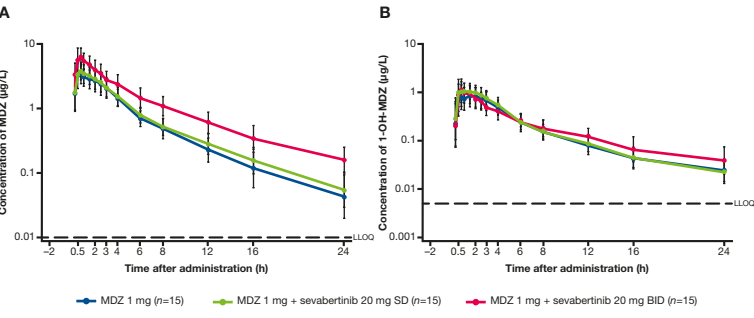 A
Concentration of MDZ (µg/L)
10
1
0.1
0.01
LLOQ
−2 0.5 2 3 4 6 8 12 16 24
Time after administration (h)
B
Concentration of 1-OH-MDZ (µg/L)
10
1
0.1
0.01
0.001
LLOQ
−2 0.5 2 3 4 6 8 12 16 24
Time after administration (h)
MDZ 1 mg (n=15) MDZ 1 mg + sevabertinib 20 mg SD (n=15) MDZ 1 mg + sevabertinib 20 mg BID (n=15)